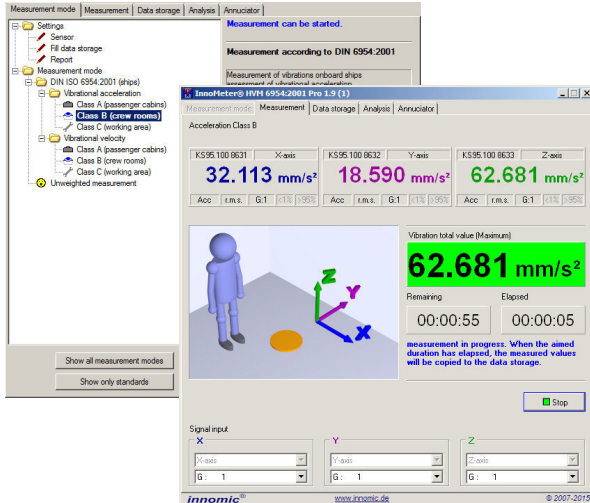 Measurement mode Measurement Data storage Analysis Annuciator
Settings
Sensor
Fill data storage
Report
Measurement mode
DIN ISO 6954:2001 (ships)
Vibrational acceleration
Class A (passenger cabins)
Class B (crew rooms)
Class C (working area)
Vibrational velocity
Class A (passenger cabins)
Class B (crew rooms)
Class C (working area)
Unweighted measurement
Show all measurement modes
Show only standards
Measurement can be started.
Measurement according to DIN 6954:2001
Measurement of vibrations onboard ships
assessment of vibrational acceleration
InnoMeter® HVM 6954:2001 Pro 1.9 {1}
Measurement mode Measurement Data storage Analysis Annuciator
Acceleration Class B
KS95.100 8631 X-axis KS95.100 8632 Y-axis KS95.100 8633 Z-axis
32.113 mm/s² 18.590 mm/s² 62.681 mm/s²
Acc r.m.s. G:1 <1% >95% Acc r.m.s. G:1 <1% >95% Acc r.m.s. G:1 <1% >95%
Z
Y
X
Vibration total value (Maximum)
62.681 mm/s²
Remaining Elapsed
00:00:55 00:00:05
measurement in progress. When the aimed
duration has elapsed, the measured values
will be copied to the data storage.
Stop
Signal input
X Y Z
X-axis Y-axis Z-axis
G: 1 G: 1 G: 1
innomic® www.innomic.de © 2007-2015